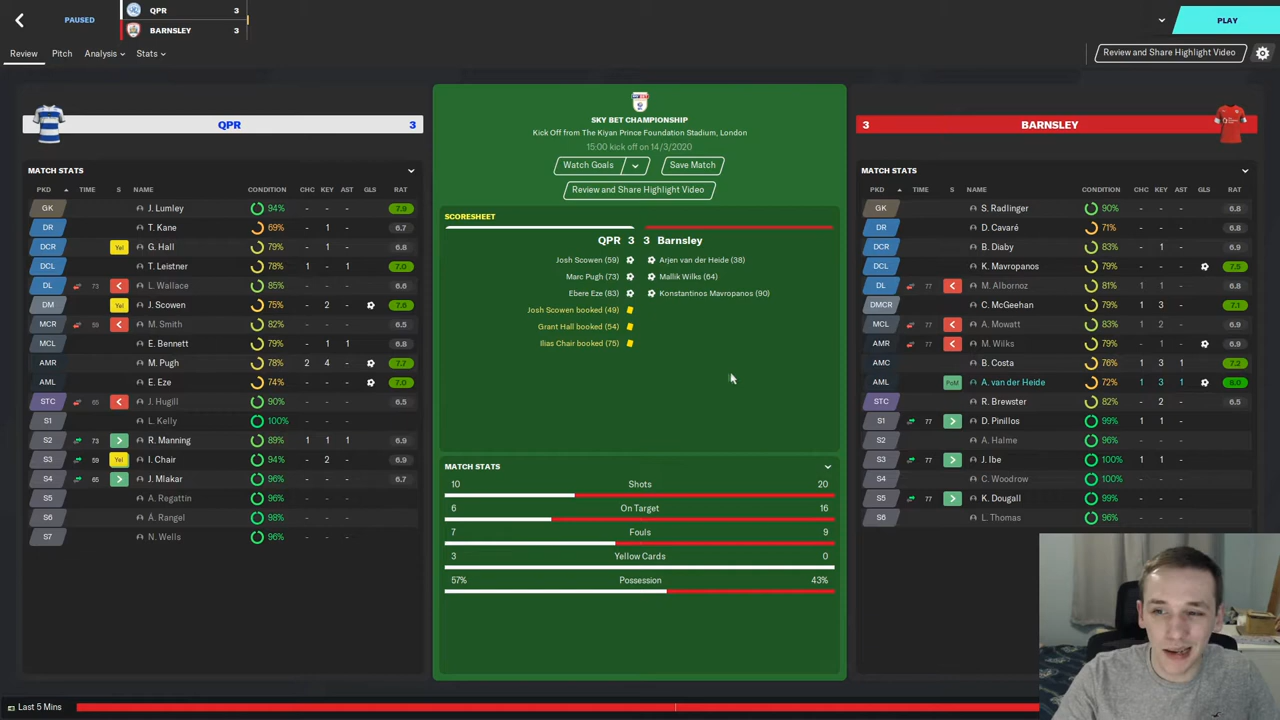 PAUSED
QPR 3
BARNSLEY 3
PLAY
Review Pitch Analysis Stats
Review and Share Highlight Video
QPR 3
MATCH STATS
PKD TIME S NAME CONDITION CHC KEY AST GLS RAT
GK J. Lumley 94% - - - 7.9
DR T. Kane 69% - 1 - 6.7
DCR Yel G. Hall 79% - 1 - 6.8
DCL T. Leistner 78% 1 - 1 7.0
DL 73 L. Wallace 85% - - - 6.6
DM Yel J. Scowen 75% - 2 - 7.6
MCR 59 M. Smith 82% - - - 6.5
MCL E. Bennett 79% - 1 1 6.8
AMR M. Pugh 78% 2 4 - 7.7
AML E. Eze 74% - - - 7.0
STC 65 J. Hugill 90% - - - 6.5
S1 L. Kelly 100% - - -
S2 73 R. Manning 89% 1 1 1 6.9
S3 59 Yel I. Chair 94% - 2 - 6.9
S4 65 J. Mlakar 96% - - - 6.7
S5 A. Regattin 96% - - -
S6 Á. Rangel 98% - - -
S7 N. Wells 96% - - -
SKY BET CHAMPIONSHIP
Kick Off from The Kiyan Prince Foundation Stadium, London
15:00 kick off on 14/3/2020
Watch Goals
Save Match
Review and Share Highlight Video
SCORESHEET
QPR 3 3 Barnsley
Josh Scowen (59) Arjen van der Heide (38)
Marc Pugh (73) Mallik Wilks (64)
Ebere Eze (83) Konstantinos Mavropanos (90)
Josh Scowen booked (49)
Grant Hall booked (54)
Ilias Chair booked (75)
MATCH STATS
10 Shots 20
6 On Target 16
7 Fouls 9
3 Yellow Cards 0
57% Possession 43%
3 BARNSLEY
MATCH STATS
PKD TIME S NAME CONDITION CHC KEY AST GLS RAT
GK S. Radlinger 90% - - - 6.8
DR D. Cavaré 71% - - - 6.8
DCR B. Diaby 83% - 1 - 6.9
DCL K. Mavropanos 79% - - - 7.5
DL 77 M. Albornoz 81% 1 1 - 6.8
DMCR C. McGeehan 79% 1 3 - 7.1
MCL 77 A. Mowatt 83% 1 2 - 6.9
AMR 77 M. Wilks 79% - - - 6.9
AMC B. Costa 76% 1 3 1 7.2
AML PoM A. van der Heide 72% 1 3 1 8.0
STC R. Brewster 82% - 2 - 6.5
S1 77 D. Pinillos 99% 1 1 -
S2 A. Halme 96% - - -
S3 77 J. Ibe 100% 1 1 -
S4 C. Woodrow 100% - - -
S5 77 K. Dougall 99% - - -
S6 L. Thomas 96% - - -
Last 5 Mins